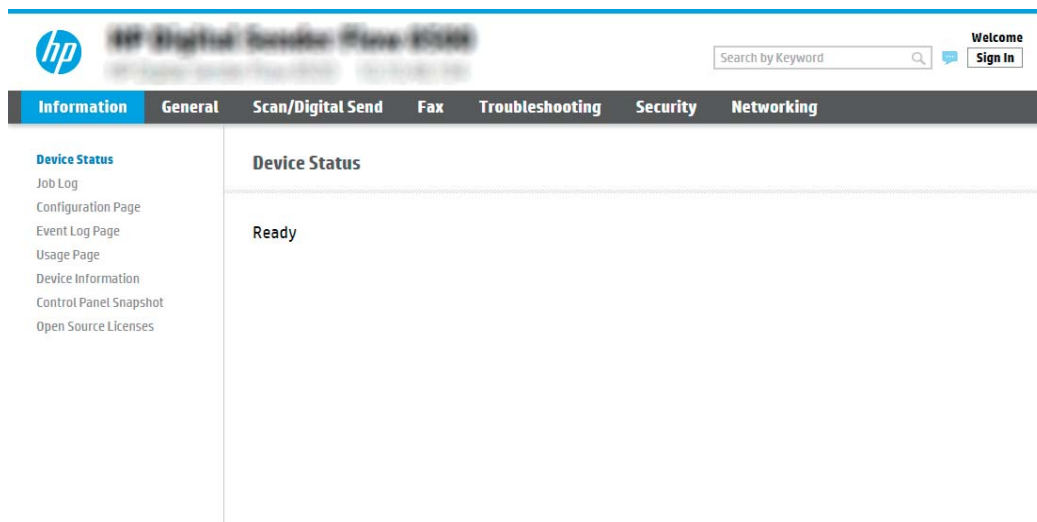 hp
Welcome
Search by Keyword
Sign In
Information General Scan/Digital Send Fax Troubleshooting Security Networking
Device Status
Job Log
Configuration Page
Event Log Page
Usage Page
Device Information
Control Panel Snapshot
Open Source Licenses
Device Status
Ready